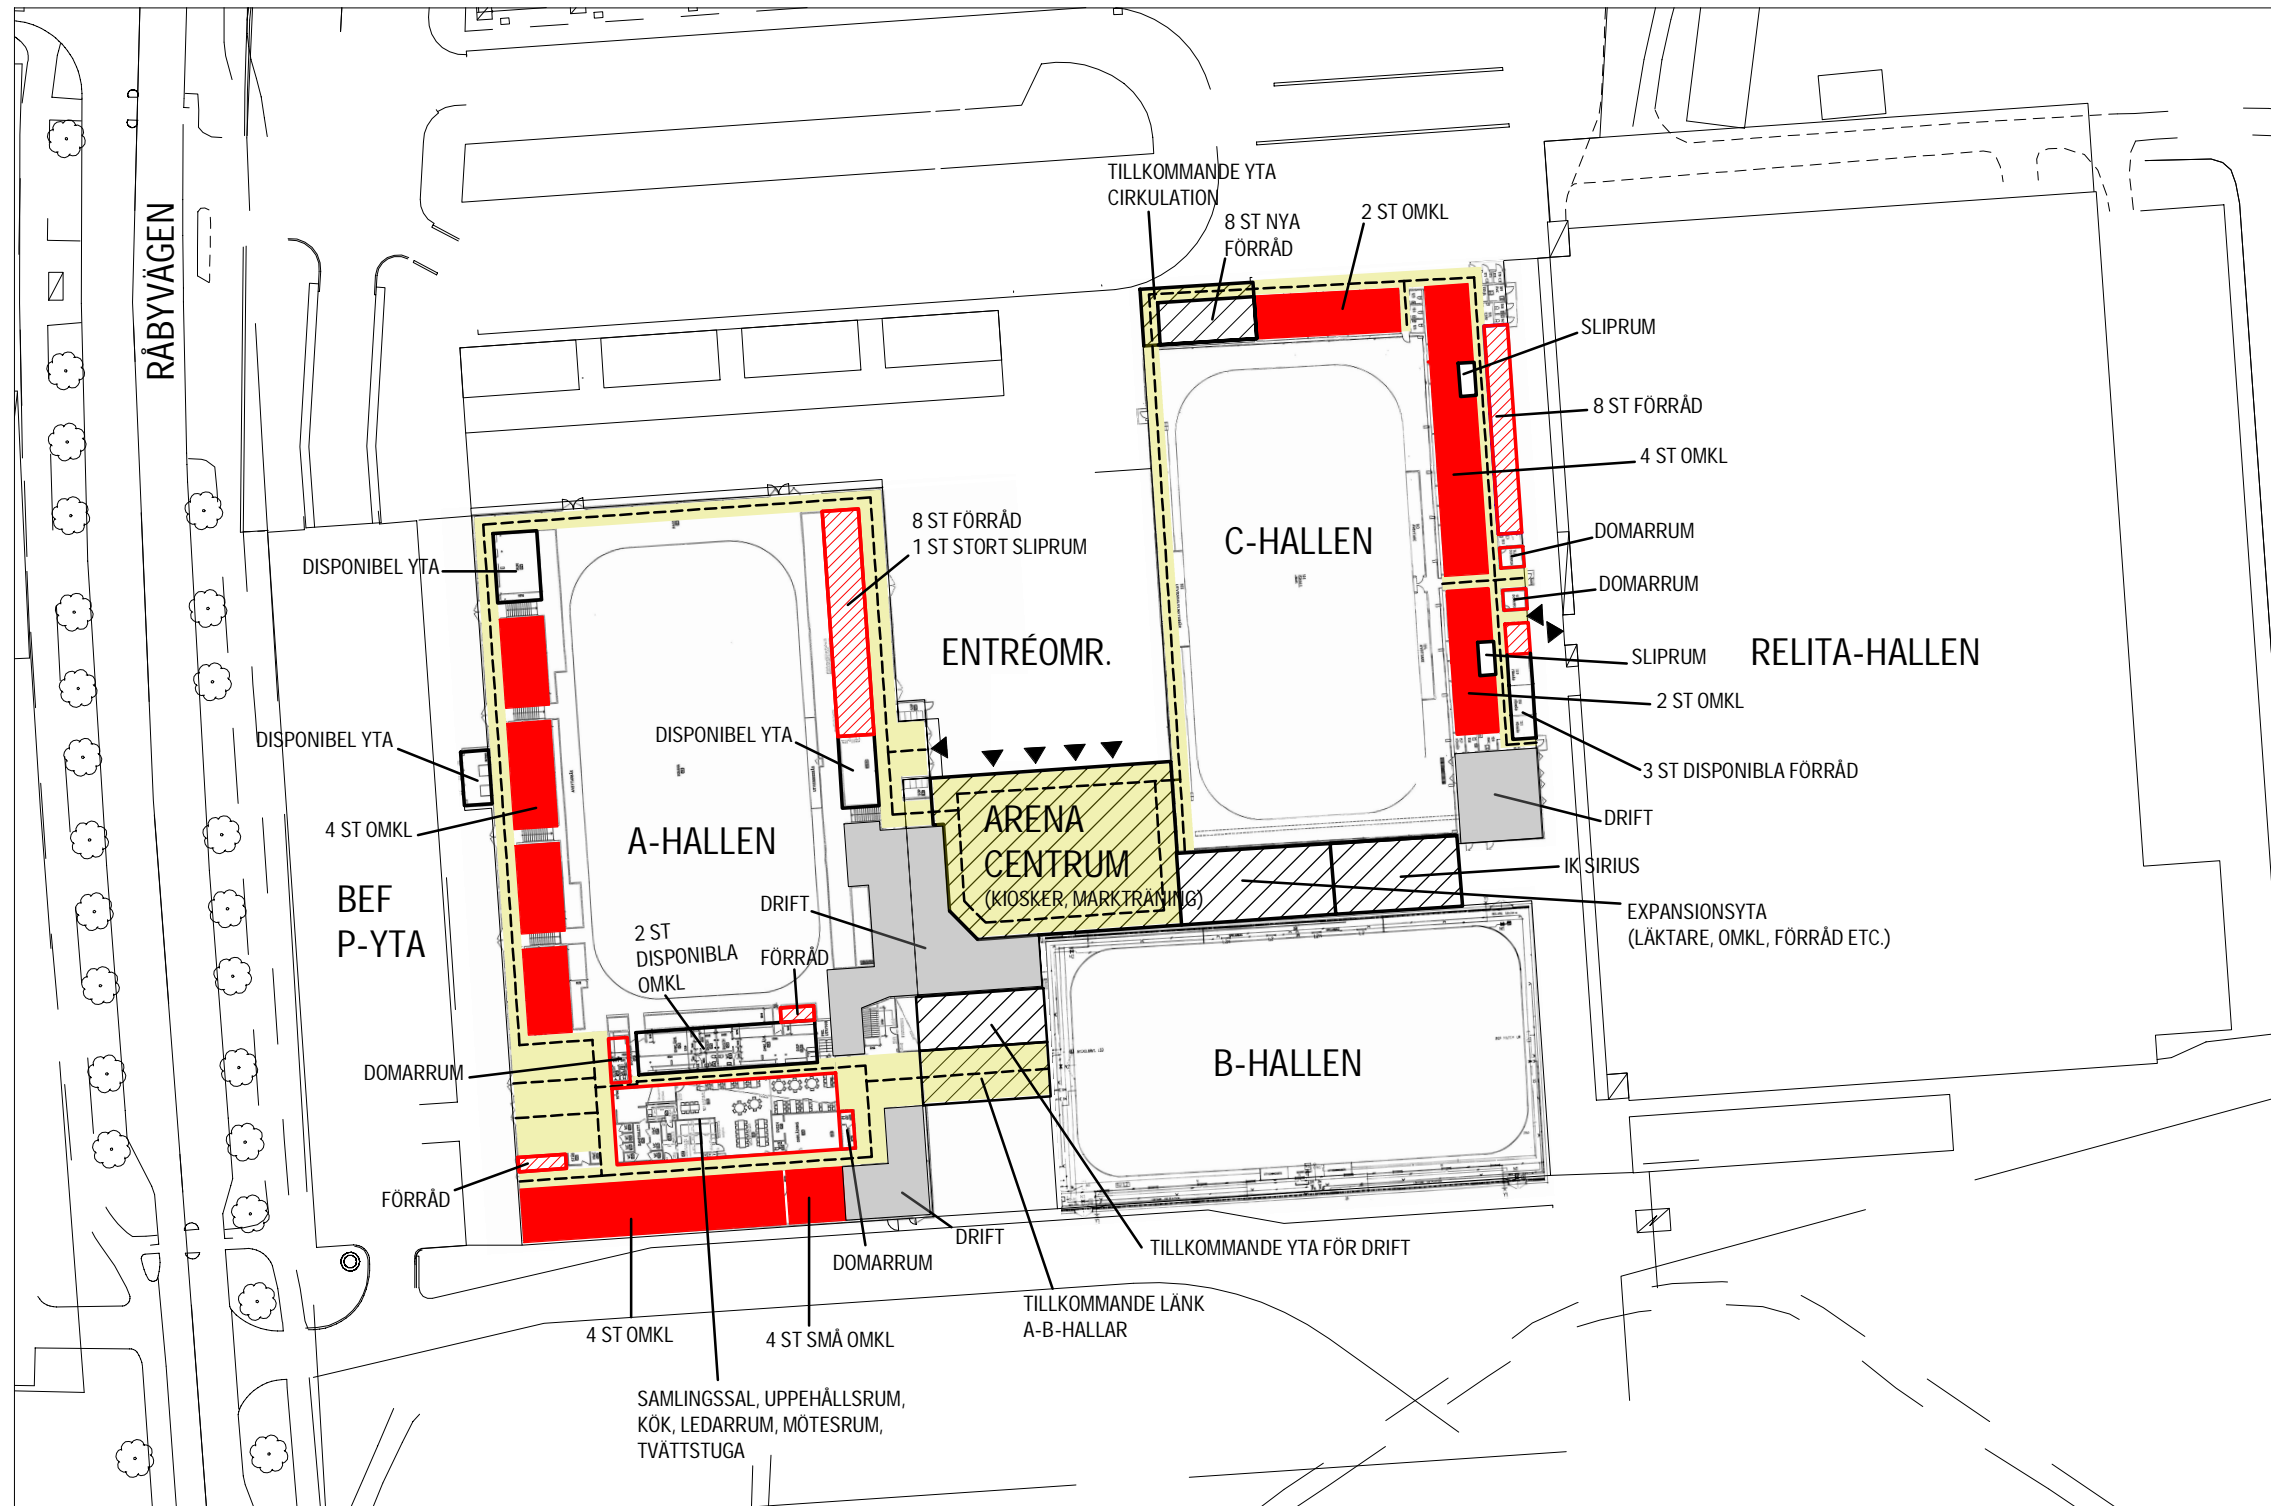 RÅBYVÄGEN
TILLKOMMANDE YTA
CIRKULATION
8 ST NYA
FÖRRÅD
2 ST OMKL
SLIPRUM
8 ST FÖRRÅD
4 ST OMKL
DOMARRUM
DOMARRUM
SLIPRUM
2 ST OMKL
3 ST DISPONIBLA FÖRRÅD
DRIFT
IK SIRIUS
EXPANSIONSYTA
(LÄKTARE, OMKL, FÖRRÅD ETC.)
RELITA-HALLEN
C-HALLEN
ENTRÉOMR.
8 ST FÖRRÅD
1 ST STORT SLIPRUM
DISPONIBEL YTA
DISPONIBEL YTA
DISPONIBEL YTA
4 ST OMKL
A-HALLEN
ARENA
CENTRUM
(KIOSKER, MARKTRÄNING)
BEF
P-YTA
DRIFT
2 ST
DISPONIBLA
OMKL
FÖRRÅD
DOMARRUM
B-HALLEN
FÖRRÅD
DRIFT
DOMARRUM
TILLKOMMANDE YTA FÖR DRIFT
TILLKOMMANDE LÄNK
A-B-HALLAR
4 ST OMKL
4 ST SMÅ OMKL
SAMLINGSSAL, UPPEHÅLLSRUM,
KÖK, LEDARRUM, MÖTESRUM,
TVÄTTSTUGA